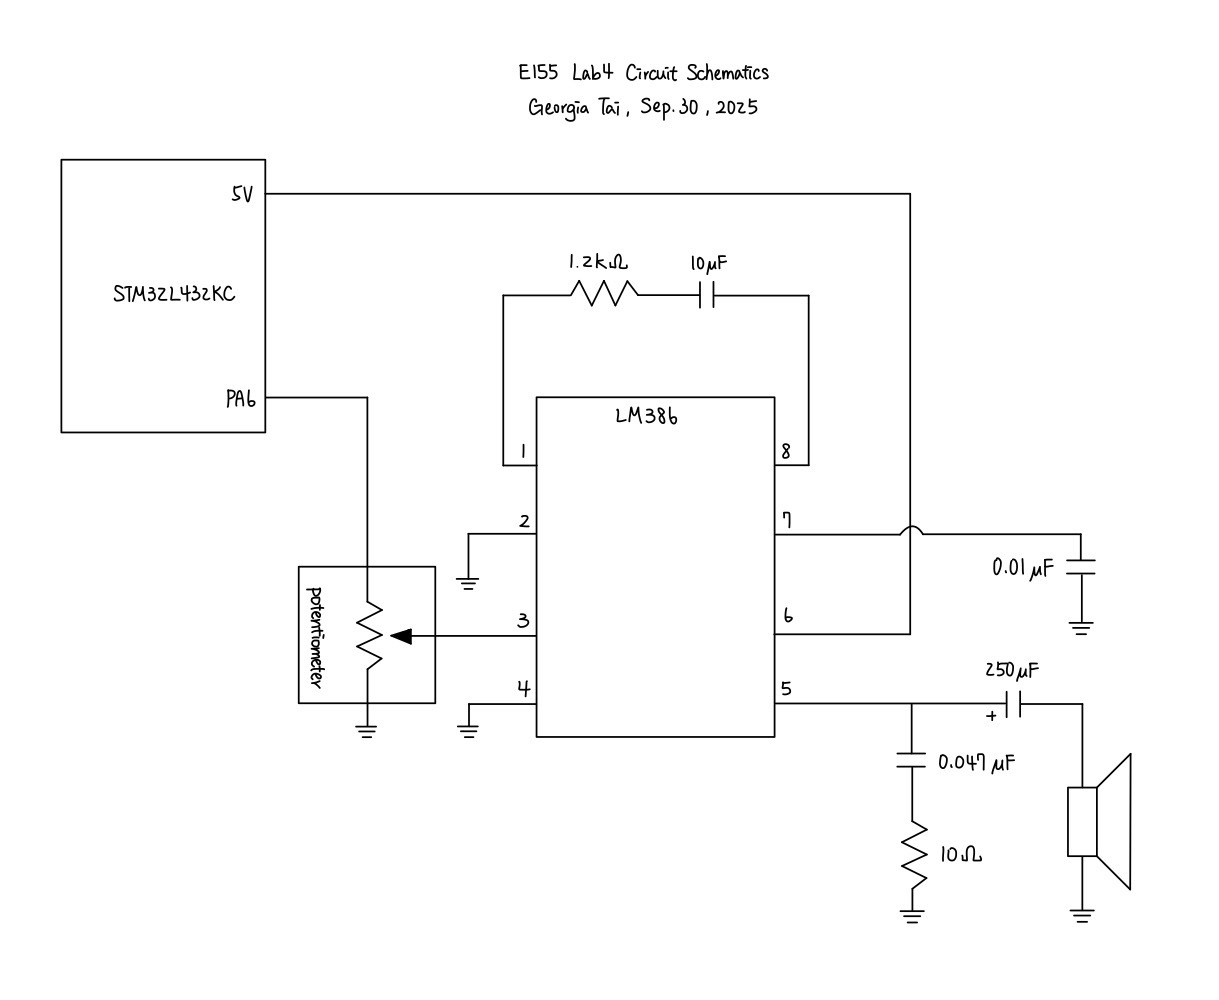 E155 Lab4 Circuit Schematics
Georgia Tai, Sep.30, 2025
5V
STM32L432KC
PA6
1.2kΩ
10μF
LM386
1
8
2
7
0.01μF
3
6
4
5
potentiometer
250μF
+
0.047μF
10Ω